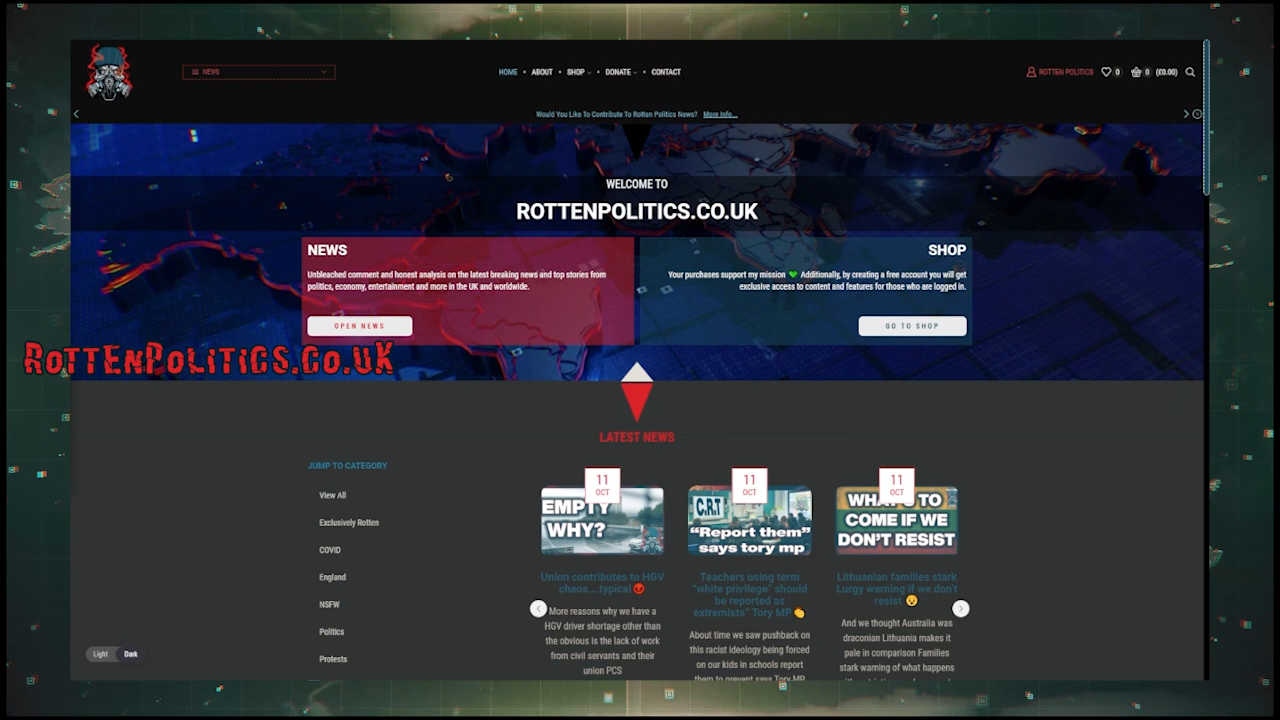 NEWS
HOME • ABOUT • SHOP • DONATE • CONTACT
ROTTEN POLITICS 0 0 (£0.00)
Would You Like To Contribute To Rotten Politics News? More Info...
WELCOME TO
ROTTENPOLITICS.CO.UK
NEWS
Unbleached comment and honest analysis on the latest breaking news and top stories from
politics, economy, entertainment and more in the UK and worldwide.
OPEN NEWS
SHOP
Your purchases support my mission 💚 Additionally, by creating a free account you will get
exclusive access to content and features for those who are logged in.
GO TO SHOP
RottenPolitics.Co.uK
LATEST NEWS
JUMP TO CATEGORY
View All
Exclusively Rotten
COVID
England
NSFW
Politics
Protests
11
OCT
EMPTY
WHY?
Union contributes to HGV
chaos....typical 😡
More reasons why we have a
HGV driver shortage other than
the obvious is the lack of work
from civil servants and their
union PCS
11
OCT
C.R.T
“Report them”
says tory mp
Teachers using term
“white privilege” should
be reported as
extremists” Tory MP 👏
About time we saw pushback on
this racist ideology being forced
on our kids in schools report
them to prevent says Tory MP
11
OCT
WHAT'S TO
COME IF WE
DON'T RESIST
Lithuanian families stark
Lurgy warning if we don't
resist 😯
And we thought Australia was
draconian Lithuania makes it
pale in comparison Families
stark warning of what happens
Light Dark